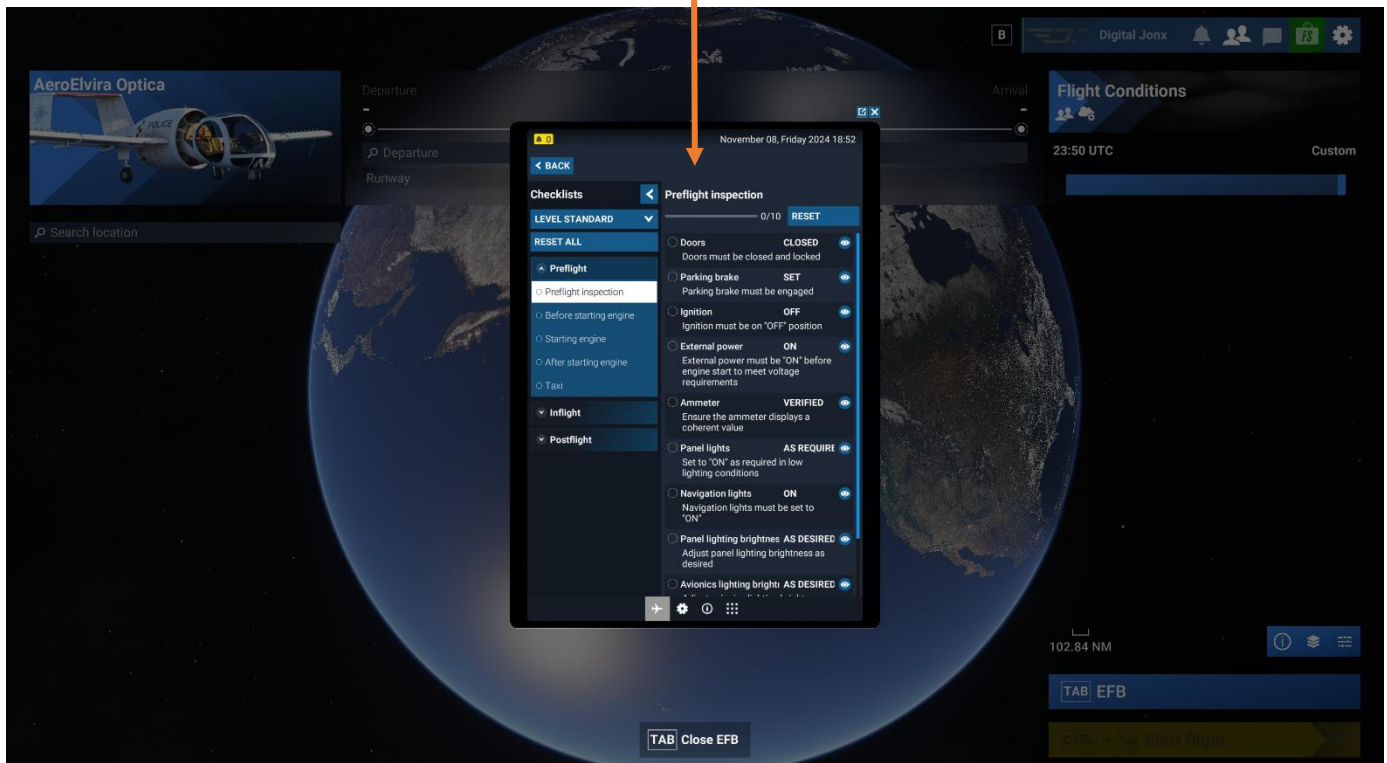 B Digital Jonx FS
AeroElvira Optica
POLICE
Departure
-
Arrival
-
Departure
Runway
Flight Conditions
23:50 UTC Custom
Search location
0 November 08, Friday 2024 18:52
< BACK
Checklists
LEVEL STANDARD
RESET ALL
Preflight
Preflight inspection
Before starting engine
Starting engine
After starting engine
Taxi
Inflight
Postflight
Preflight inspection
0/10 RESET
Doors CLOSED
Doors must be closed and locked
Parking brake SET
Parking brake must be engaged
Ignition OFF
Ignition must be on "OFF" position
External power ON
External power must be "ON" before
engine start to meet voltage
requirements
Ammeter VERIFIED
Ensure the ammeter displays a
coherent value
Panel lights AS REQUIRE
Set to "ON" as required in low
lighting conditions
Navigation lights ON
Navigation lights must be set to
"ON"
Panel lighting brightnes AS DESIRED
Adjust panel lighting brightness as
desired
Avionics lighting bright AS DESIRED
102.84 NM
TAB EFB
CTRL + Start flight
TAB Close EFB